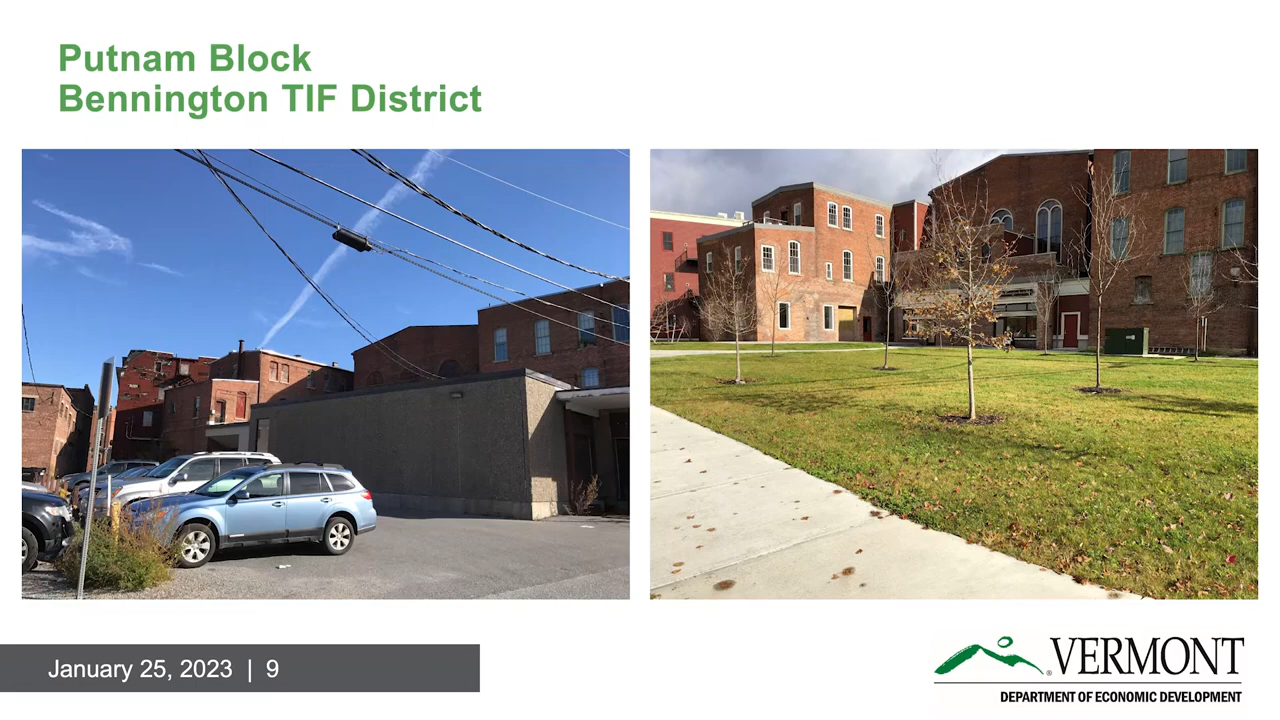 Putnam Block
Bennington TIF District
January 25, 2023 | 9
VERMONT
DEPARTMENT OF ECONOMIC DEVELOPMENT